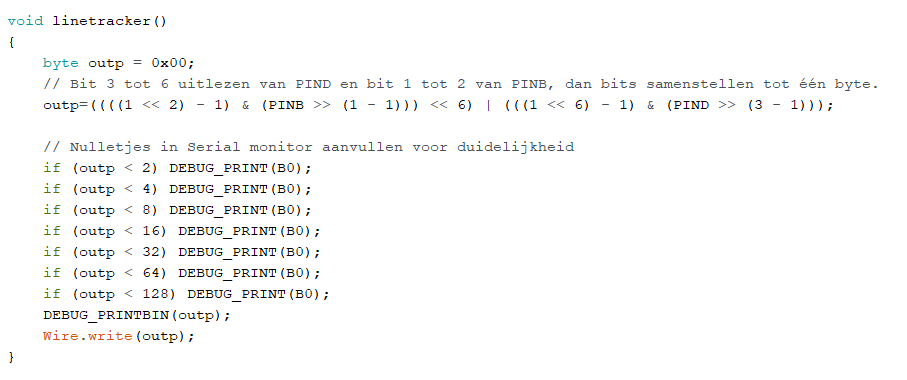 void linetracker()
{
    byte outp = 0x00;
    // Bit 3 tot 6 uitlezen van PIND en bit 1 tot 2 van PINB, dan bits samenstellen tot één byte.
    outp=((((1 << 2) - 1) & (PINB >> (1 - 1))) << 6) | (((1 << 6) - 1) & (PIND >> (3 - 1)));

    // Nulletjes in Serial monitor aanvullen voor duidelijkheid
    if (outp < 2) DEBUG_PRINT(B0);
    if (outp < 4) DEBUG_PRINT(B0);
    if (outp < 8) DEBUG_PRINT(B0);
    if (outp < 16) DEBUG_PRINT(B0);
    if (outp < 32) DEBUG_PRINT(B0);
    if (outp < 64) DEBUG_PRINT(B0);
    if (outp < 128) DEBUG_PRINT(B0);
    DEBUG_PRINTBIN(outp);
    Wire.write(outp);
}